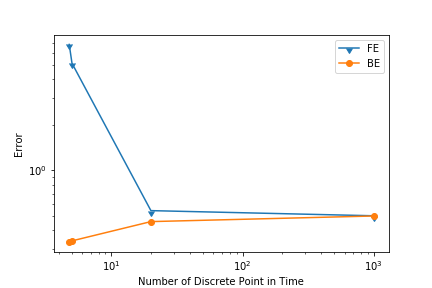 FE
BE
Error
10⁰
10¹
10²
10³
Number of Discrete Point in Time